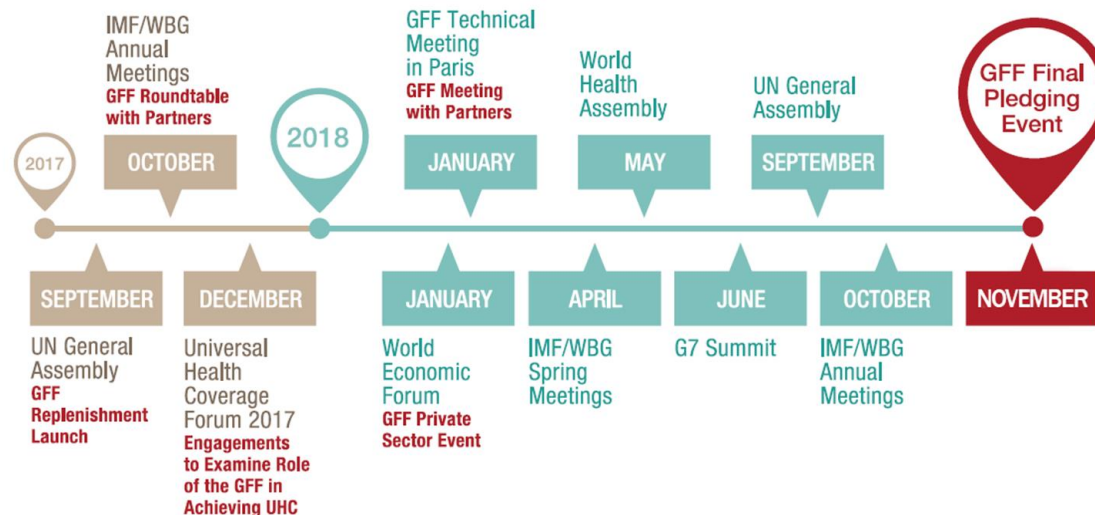 2017
SEPTEMBER
UN General
Assembly
GFF
Replenishment
Launch
IMF/WBG
Annual
Meetings
GFF Roundtable
with Partners
OCTOBER
DECEMBER
Universal
Health
Coverage
Forum 2017
Engagements
to Examine Role
of the GFF in
Achieving UHC
2018
GFF Technical
Meeting
in Paris
GFF Meeting
with Partners
JANUARY
JANUARY
World
Economic
Forum
GFF Private
Sector Event
APRIL
IMF/WBG
Spring
Meetings
World
Health
Assembly
MAY
JUNE
G7 Summit
UN General
Assembly
SEPTEMBER
OCTOBER
IMF/WBG
Annual
Meetings
GFF Final
Pledging
Event
NOVEMBER